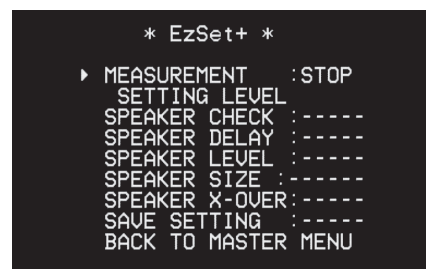 * EzSet+ *
▶ MEASUREMENT :STOP
SETTING LEVEL
SPEAKER CHECK :-----
SPEAKER DELAY :-----
SPEAKER LEVEL :-----
SPEAKER SIZE :------
SPEAKER X-OVER:-----
SAVE SETTING :-----
BACK TO MASTER MENU